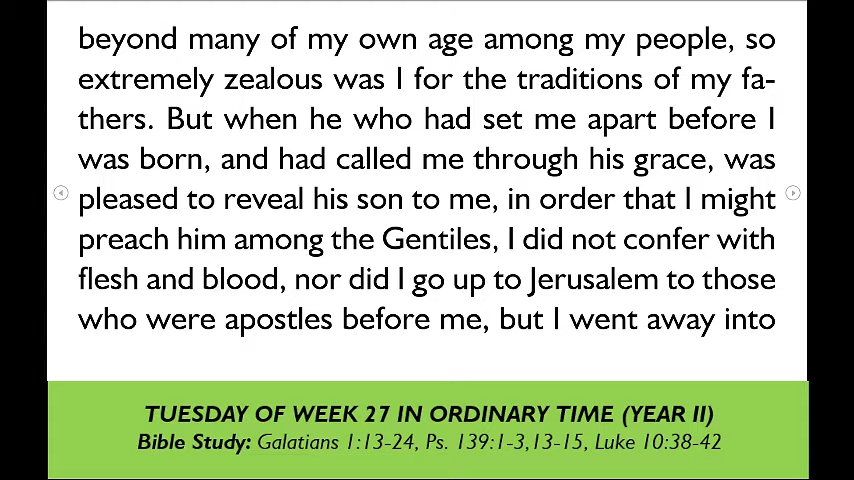 beyond many of my own age among my people, so
extremely zealous was I for the traditions of my fa-
thers. But when he who had set me apart before I
was born, and had called me through his grace, was
pleased to reveal his son to me, in order that I might
preach him among the Gentiles, I did not confer with
flesh and blood, nor did I go up to Jerusalem to those
who were apostles before me, but I went away into
TUESDAY OF WEEK 27 IN ORDINARY TIME (YEAR II)
Bible Study: Galatians 1:13-24, Ps. 139:1-3,13-15, Luke 10:38-42